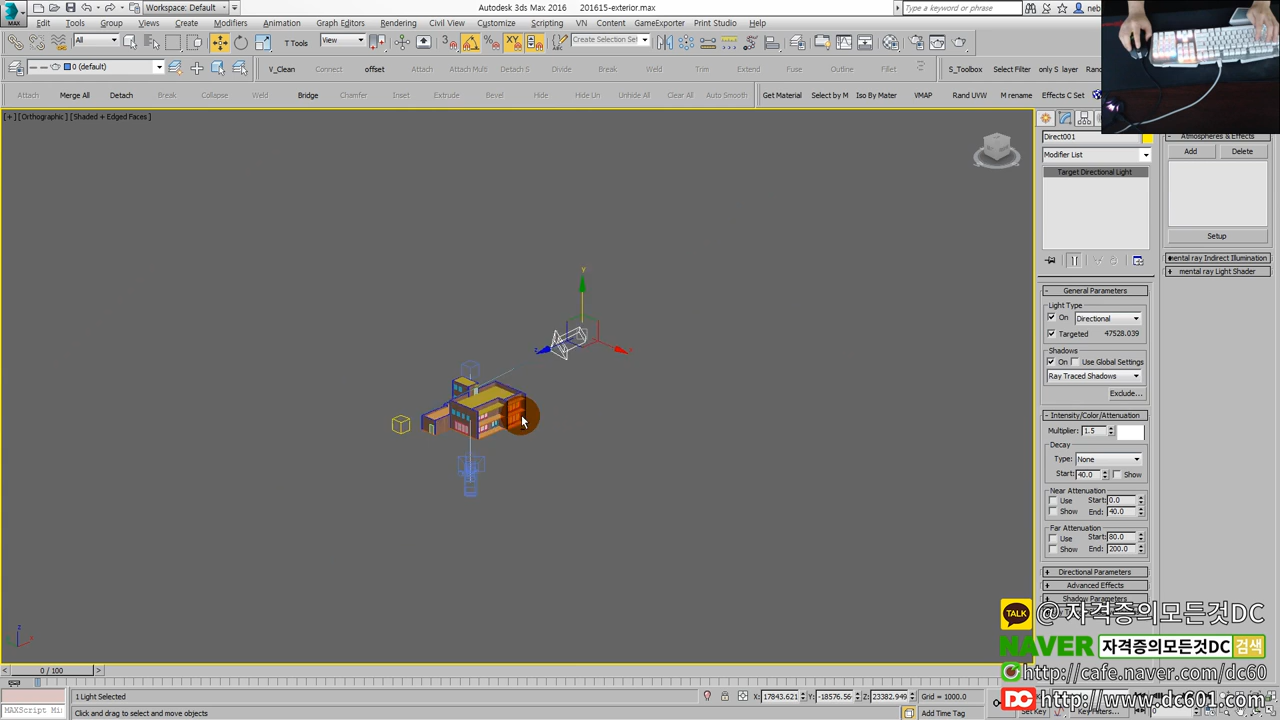 Workspace: Default
Autodesk 3ds Max 2016 201615-exterior.max
Type a keyword or phrase
MAX
Edit Tools Group Views Create Modifiers Animation Graph Editors Rendering Civil View Customize Scripting VN Content GameExporter Print Studio Help
All T Tools View Create Selection Set
0 (default) V_Clean Connect offset Attach Attach Multi Detach S Divide Break Weld Trim Extend Fuse Outline Fillet S_Toolbox Select Filter only S layer
Attach Merge All Detach Break Collapse Weld Bridge Chamfer Inset Extrude Bevel Hide Hide Lin Unhide All Clear All Auto Smooth Get Material Select by M Iso By Mater VMAP Rand UVW M rename Effects C Set
[+] [Orthographic] [Shaded + Edged Faces]
Direct001
Modifier List
Target Directional Light
Atmospheres & Effects
Add Delete
Setup
mental ray Indirect Illumination
mental ray Light Shader
General Parameters
Light Type
On Directional
Targeted 47528.039
Shadows
On Use Global Settings
Ray Traced Shadows
Exclude...
Intensity/Color/Attenuation
Multiplier: 1.5
Decay
Type: None
Start: 40.0 Show
Near Attenuation
Use Start: 0.0
Show End: 40.0
Far Attenuation
Use Start: 80.0
Show End: 200.0
Directional Parameters
Advanced Effects
Shadow Parameters
TALK @자격증의모든것DC
NAVER 자격증의모든것DC 검색
http://cafe.naver.com/dc60
DC http://www.dc601.com
0 / 100
1 Light Selected X: 17843.621 Y: -18576.56 Z: 23382.949 Grid = 1000.0
MAXScript Mi Click and drag to select and move objects Add Time Tag Set Key Key Filters...